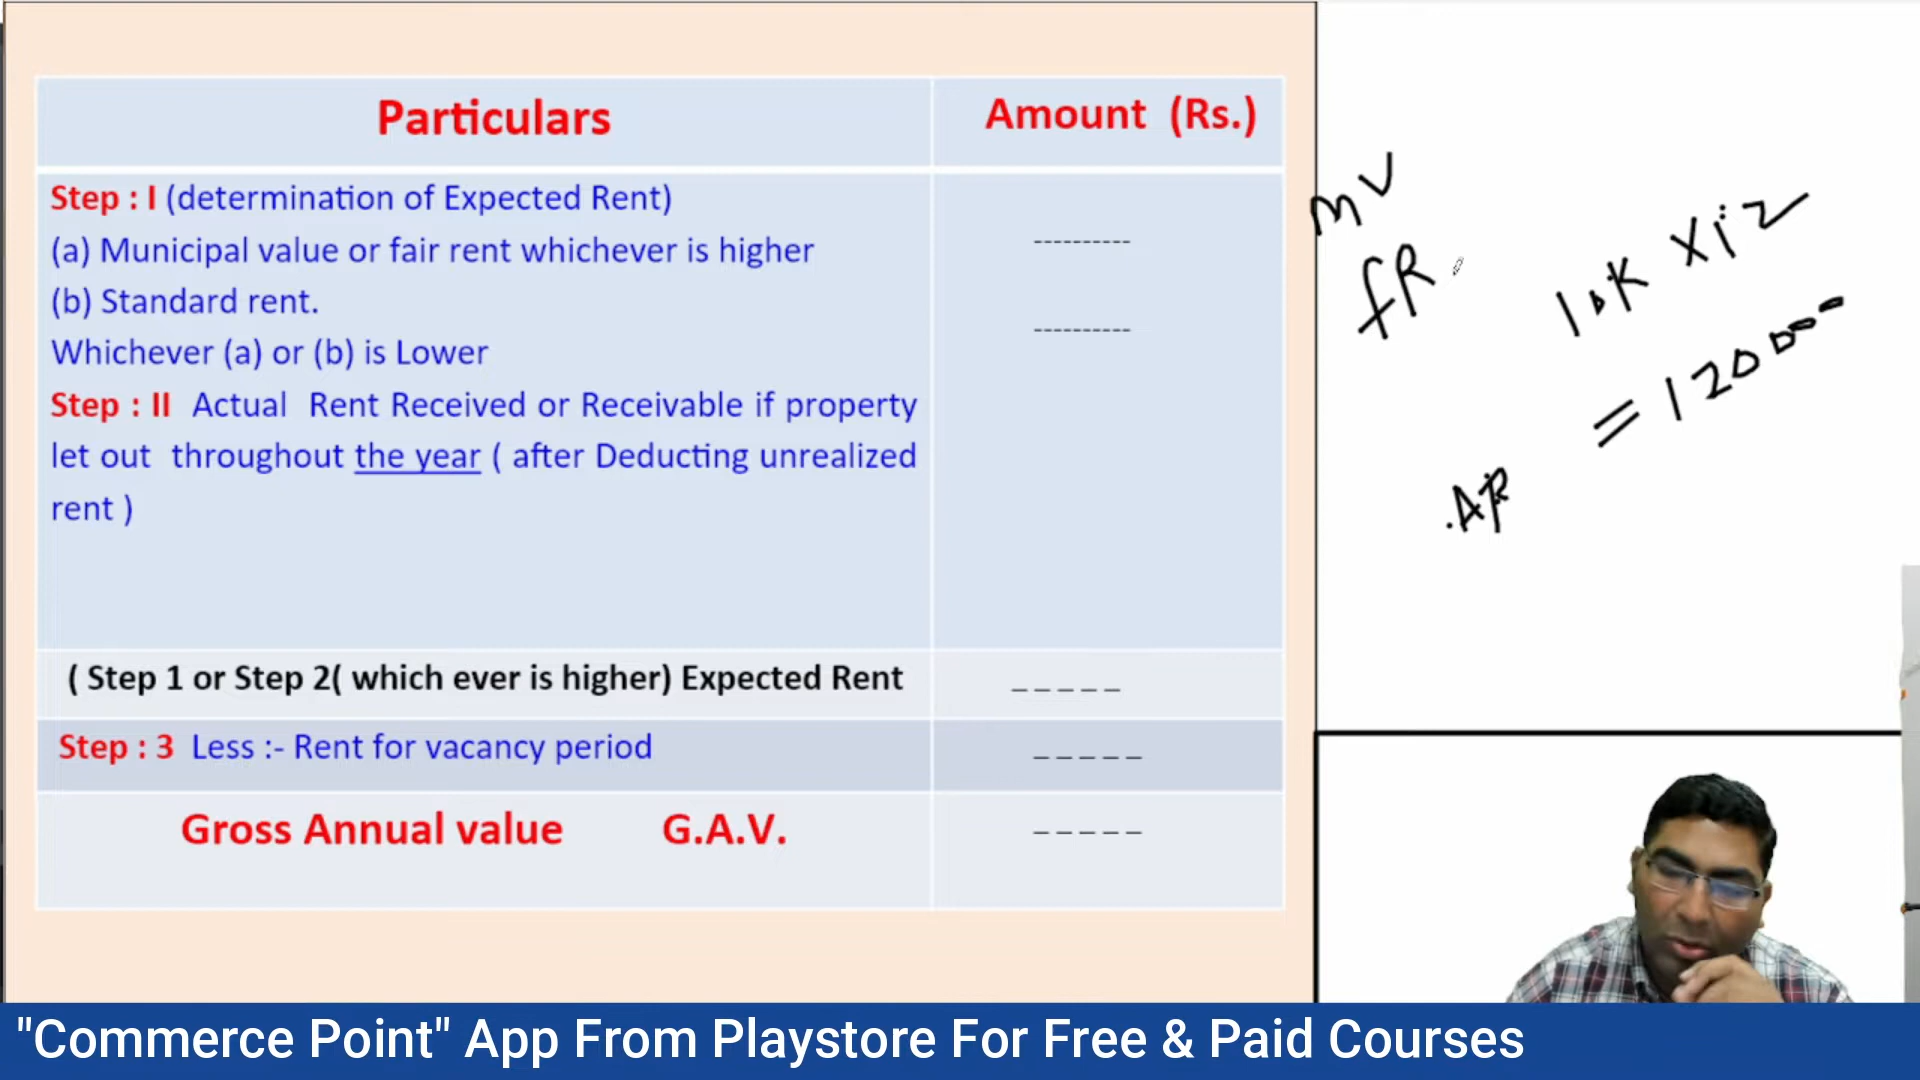 Particulars
Amount (Rs.)
Step : I (determination of Expected Rent)
(a) Municipal value or fair rent whichever is higher
----------
(b) Standard rent.
----------
Whichever (a) or (b) is Lower
Step : II Actual Rent Received or Receivable if property
let out throughout the year ( after Deducting unrealized
rent )
( Step 1 or Step 2( which ever is higher) Expected Rent
_ _ _ _ _
Step : 3 Less :- Rent for vacancy period
_ _ _ _ _
Gross Annual value G.A.V.
_ _ _ _ _
MV
FR
10K X12
= 120000
AR
"Commerce Point" App From Playstore For Free & Paid Courses